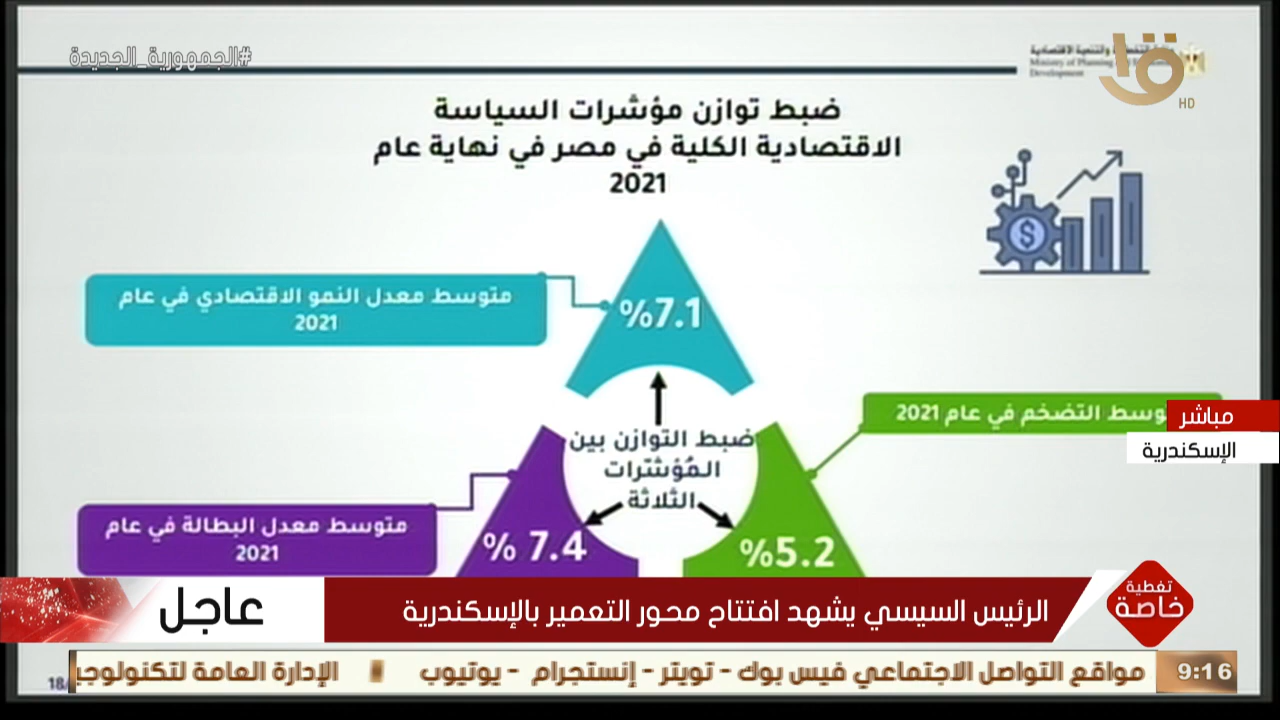 #الجمهورية_الجديدة
Ministry of Planning
Development
HD
ضبط توازن مؤشرات السياسة
الاقتصادية الكلية في مصر في نهاية عام
2021
%7.1
متوسط معدل النمو الاقتصادي في عام
2021
التضخم في عام 2021
مباشر
الإسكندرية
ضبط التوازن بين
المُؤشّرات
الثلاثة
متوسط معدل البطالة في عام
2021
% 7.4
%5.2
تغطية
خاصة
الرئيس السيسي يشهد افتتاح محور التعمير بالإسكندرية
عاجل
9:16
مواقع التواصل الاجتماعي فيس بوك - تويتر - إنستجرام - يوتيوب
الإدارة العامة